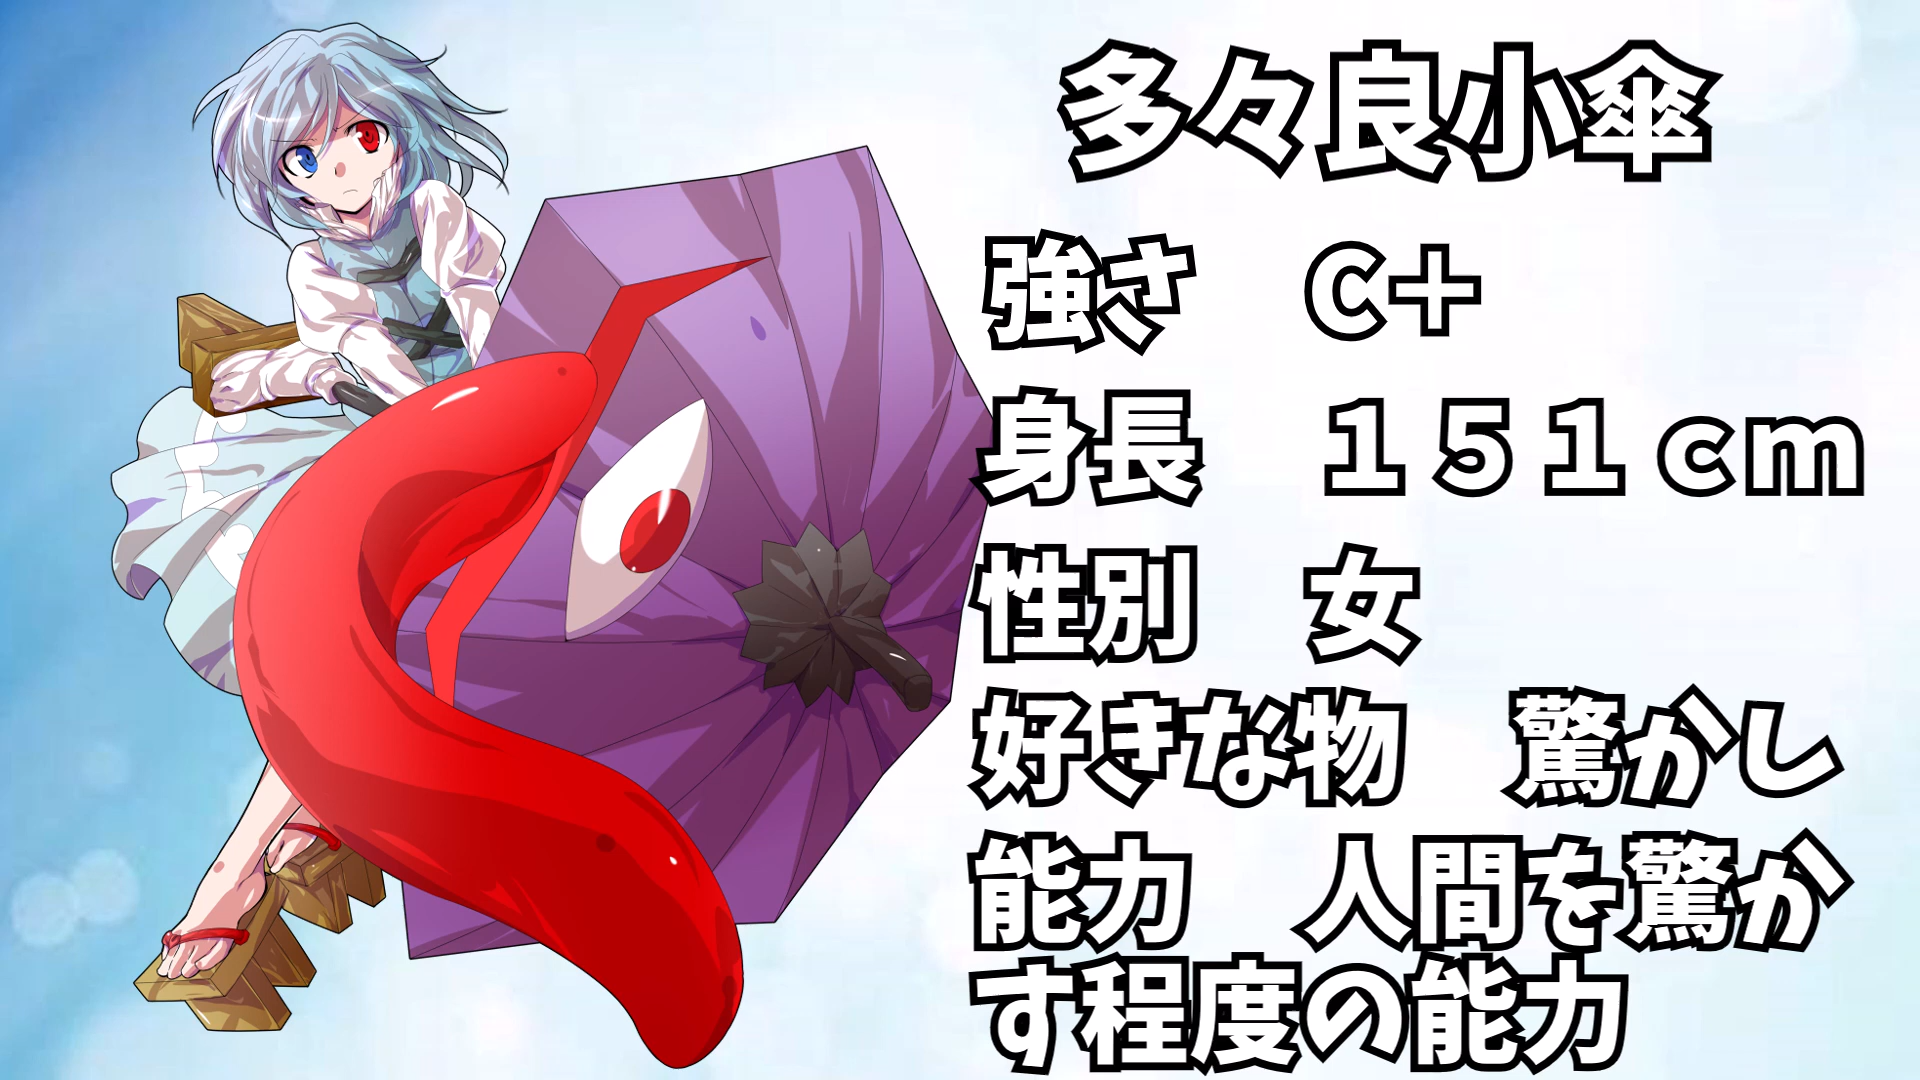 多々良小傘
強さ　C+
身長　１５１ｃｍ
性別　女
好きな物　驚かし
能力　人間を驚か
す程度の能力